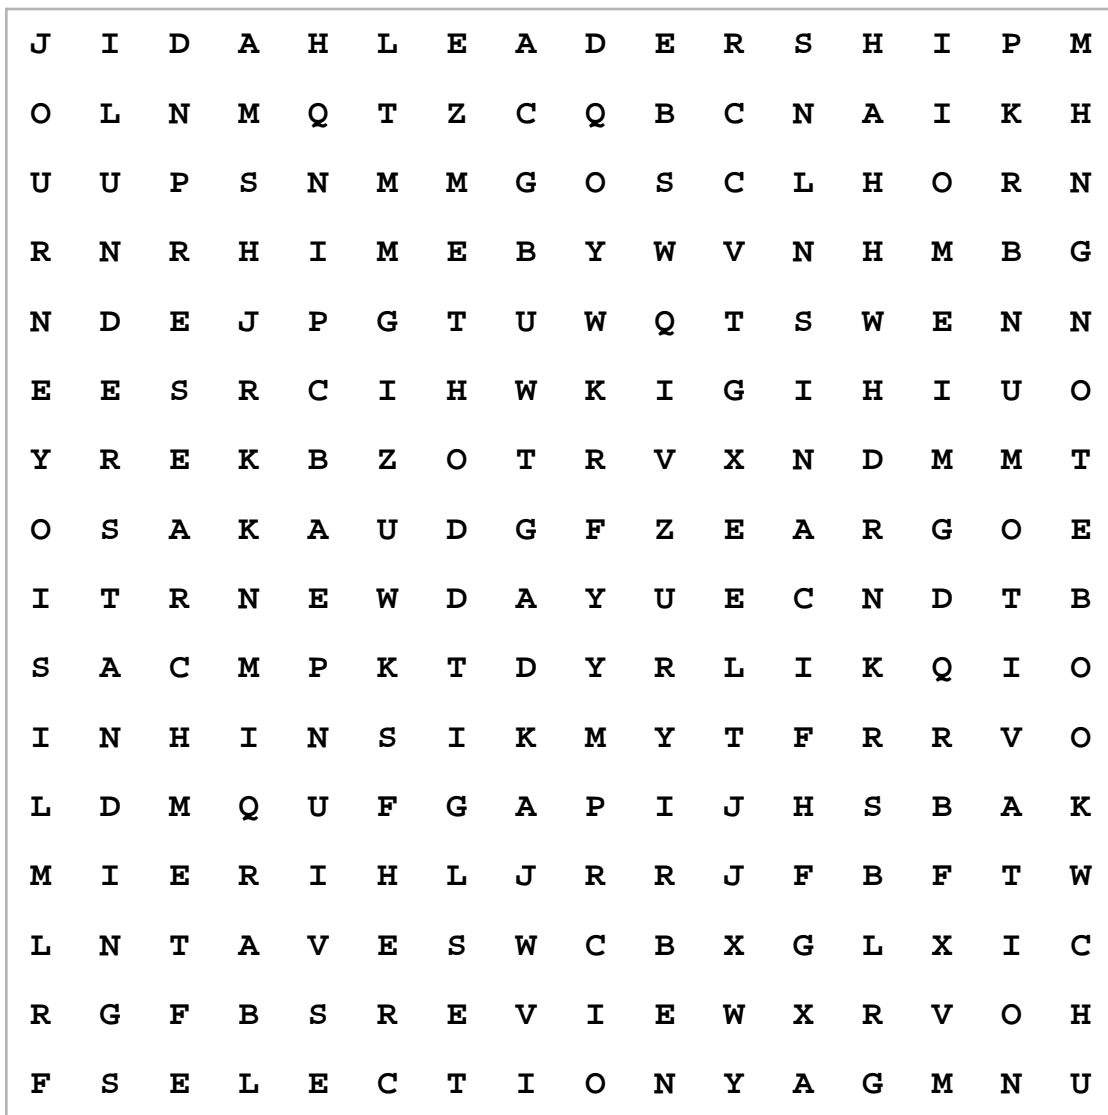 J I D A H L E A D E R S H I P M
O L N M Q T Z C Q B C N A I K H
U U P S N M M G O S C L H O R N
R N R H I M E B Y W V N H M B G
N D E J P G T U W Q T S W E N N
E E S R C I H W K I G I H I U O
Y R E K B Z O T R V X N D M M T
O S A K A U D G F Z E A R G O E
I T R N E W D A Y U E C N D T B
S A C M P K T D Y R L I K Q I O
I N H I N S I K M Y T F R R V O
L D M Q U F G A P I J H S B A K
M I E R I H L J R R J F B F T W
L N T A V E S W C B X G L X I C
R G F B S R E V I E W X R V O H
F S E L E C T I O N Y A G M N U